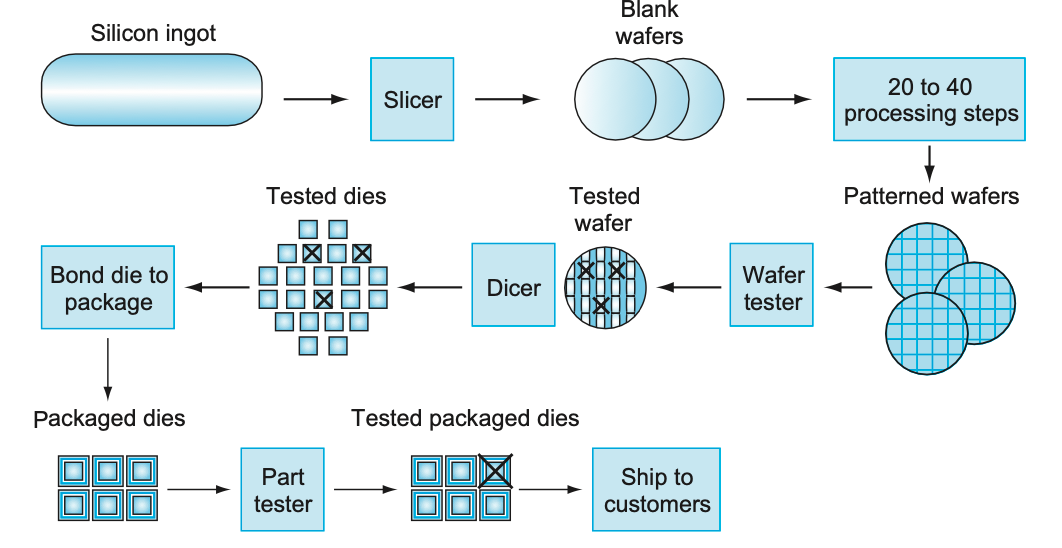 Silicon ingot
Slicer
Blank
wafers
20 to 40
processing steps
Patterned wafers
Wafer
tester
Tested
wafer
Dicer
Tested dies
Bond die to
package
Packaged dies
Part
tester
Tested packaged dies
Ship to
customers